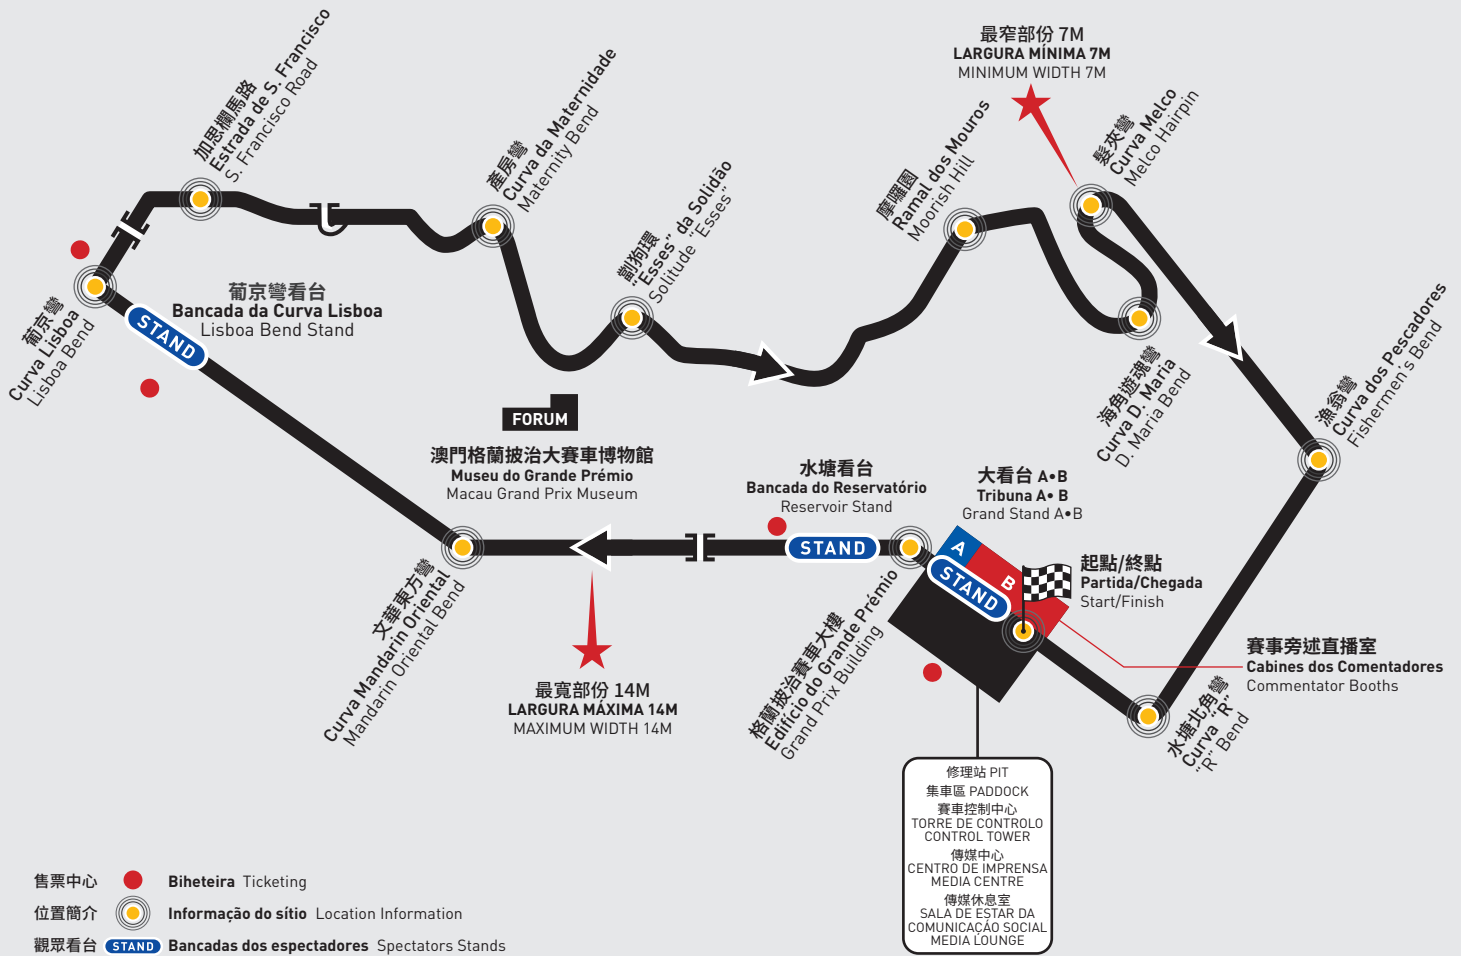 加思欄馬路
Estrada de S. Francisco
S. Francisco Road
產房彎
Curva da Maternidade
Maternity Bend
劏狗環
“Esses” da Solidão
Solitude “Esses”
摩囉園
Ramal dos Mouros
Moorish Hill
最窄部份 7M
LARGURA MÍNIMA 7M
MINIMUM WIDTH 7M
髮夾彎
Curva Melco
Melco Hairpin
葡京彎
Curva Lisboa
Lisboa Bend
STAND
葡京彎看台
Bancada da Curva Lisboa
Lisboa Bend Stand
海角遊魂彎
Curva D. Maria
D. Maria Bend
漁翁彎
Curva dos Pescadores
Fishermen's Bend
FORUM
澳門格蘭披治大賽車博物館
Museu do Grande Prémio
Macau Grand Prix Museum
水塘看台
Bancada do Reservatório
Reservoir Stand
STAND
大看台 A•B
Tribuna A• B
Grand Stand A•B
A
B
STAND
起點/終點
Partida/Chegada
Start/Finish
賽事旁述直播室
Cabines dos Comentadores
Commentator Booths
文華東方彎
Curva Mandarin Oriental
Mandarin Oriental Bend
最寬部份 14M
LARGURA MÁXIMA 14M
MAXIMUM WIDTH 14M
格蘭披治賽車大樓
Edifício do Grande Prémio
Grand Prix Building
水塘北角彎
Curva “R”
“R” Bend
修理站 PIT
集車區 PADDOCK
賽車控制中心
TORRE DE CONTROLO
CONTROL TOWER
傳媒中心
CENTRO DE IMPRENSA
MEDIA CENTRE
傳媒休息室
SALA DE ESTAR DA
COMUNICAÇÁO SOCIAL
MEDIA LOUNGE
售票中心 Biheteira Ticketing
位置簡介 Informação do sítio Location Information
觀眾看台 STAND Bancadas dos espectadores Spectators Stands